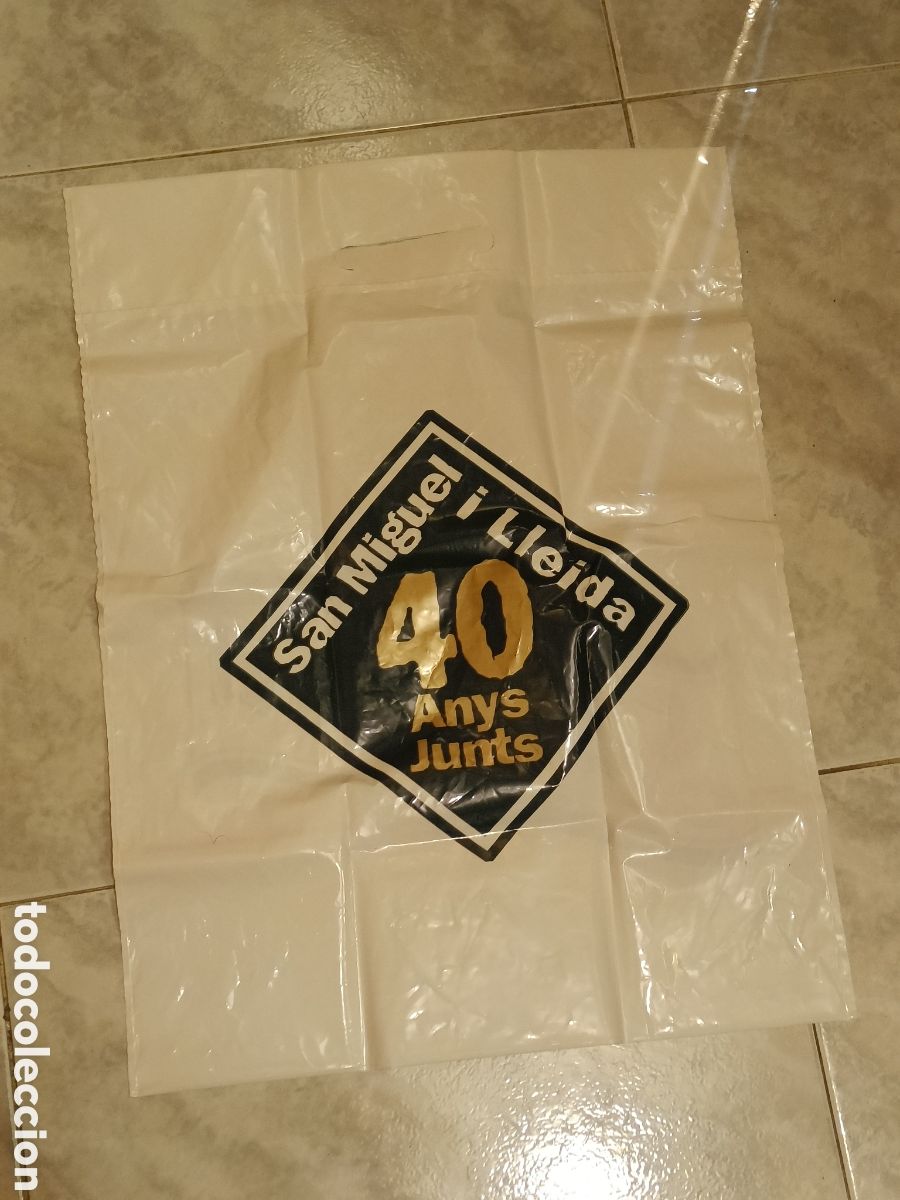 San Miguel
i Lleida
40
Anys
Junts
todocoleccion